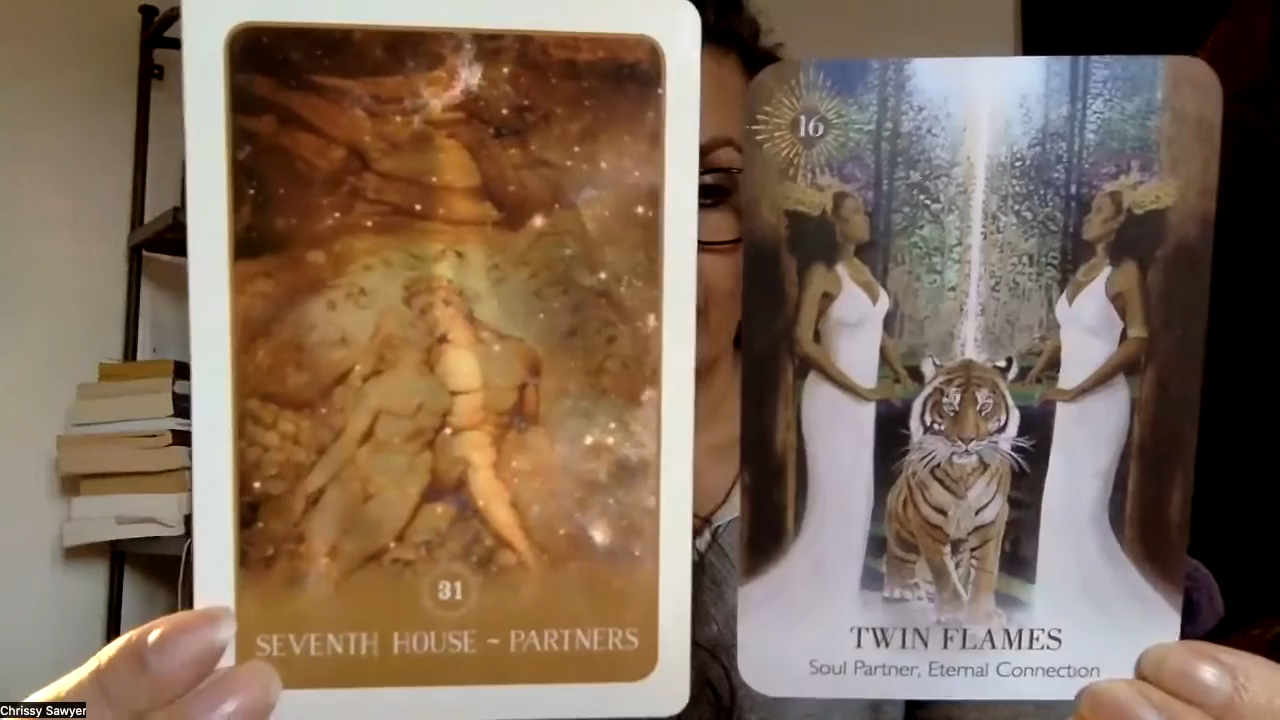 31
SEVENTH HOUSE ~ PARTNERS
16
TWIN FLAMES
Soul Partner, Eternal Connection
Chrissy Sawyer